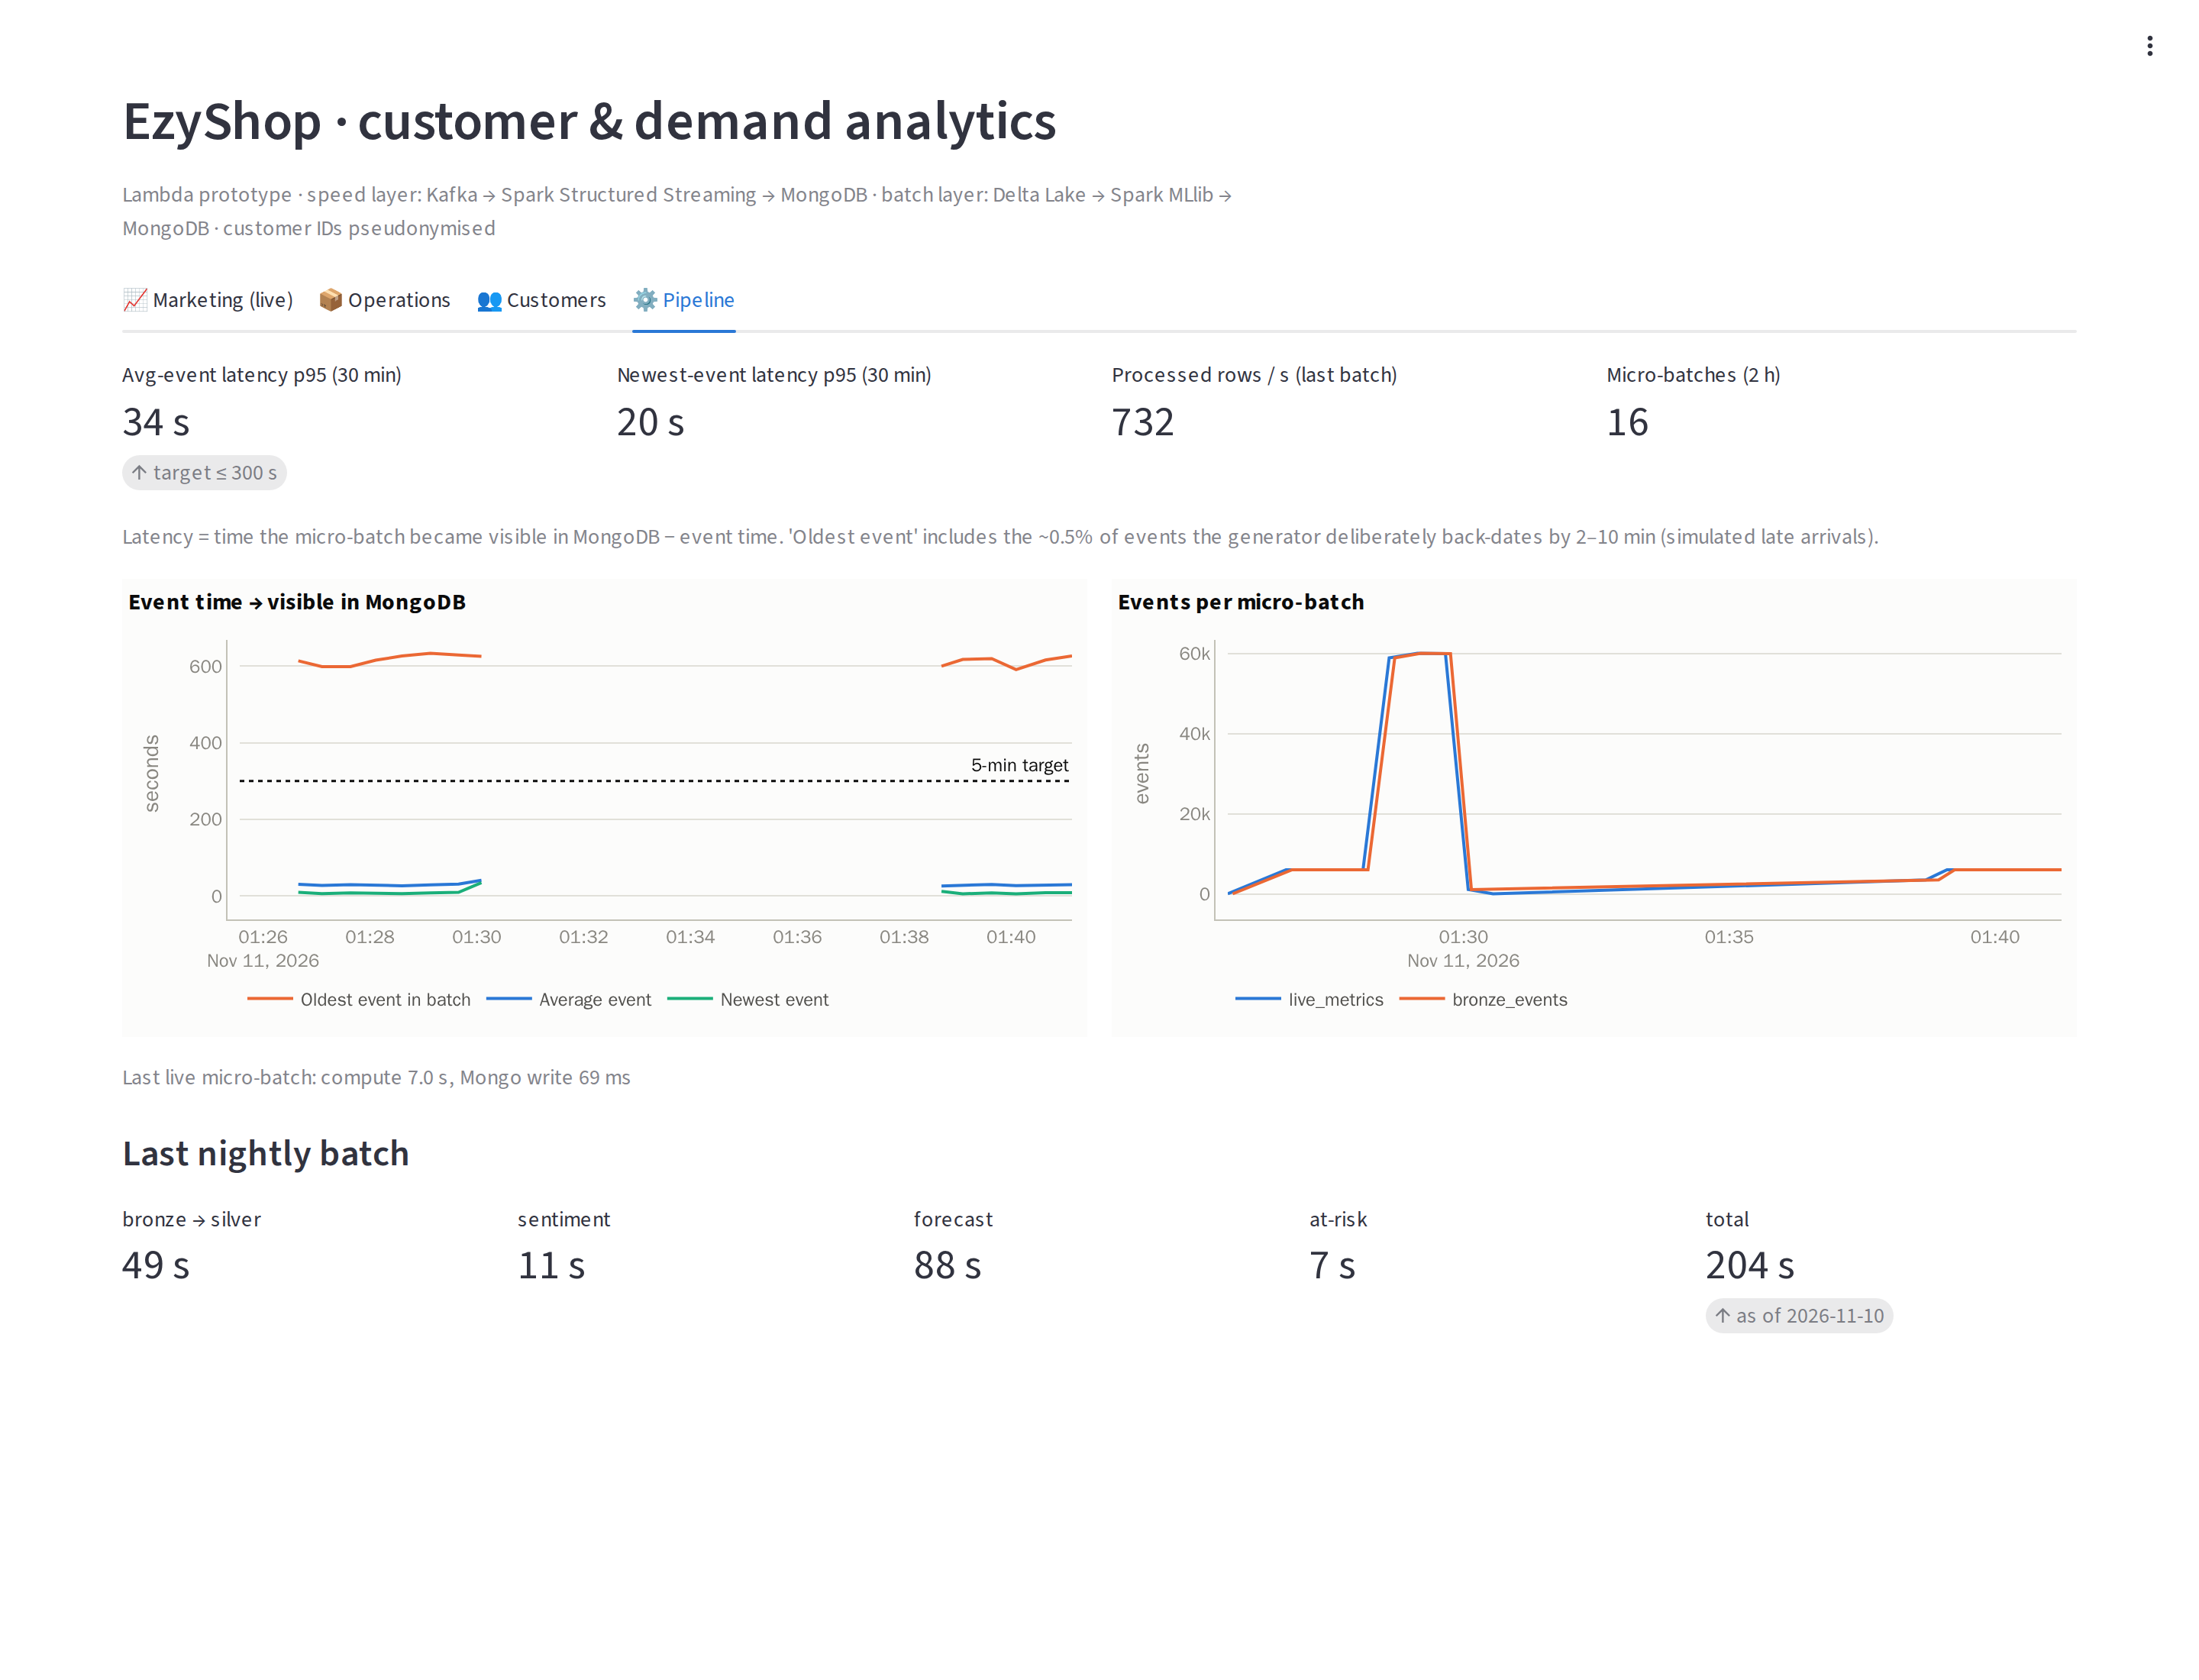 EzyShop · customer & demand analytics
Lambda prototype · speed layer: Kafka → Spark Structured Streaming → MongoDB · batch layer: Delta Lake → Spark MLlib →
MongoDB · customer IDs pseudonymised
📈 Marketing (live) 📦 Operations 👥 Customers ⚙️ Pipeline
Avg-event latency p95 (30 min) Newest-event latency p95 (30 min) Processed rows / s (last batch) Micro-batches (2 h)
34 s 20 s 732 16
↑ target ≤ 300 s
Latency = time the micro-batch became visible in MongoDB − event time. 'Oldest event' includes the ~0.5% of events the generator deliberately back-dates by 2–10 min (simulated late arrivals).
Event time → visible in MongoDB
seconds
600
400
200
0
5-min target
01:26 01:28 01:30 01:32 01:34 01:36 01:38 01:40
Nov 11, 2026
Oldest event in batch Average event Newest event
Events per micro-batch
events
60k
40k
20k
0
01:30 01:35 01:40
Nov 11, 2026
live_metrics bronze_events
Last live micro-batch: compute 7.0 s, Mongo write 69 ms
Last nightly batch
bronze → silver sentiment forecast at-risk total
49 s 11 s 88 s 7 s 204 s
↑ as of 2026-11-10